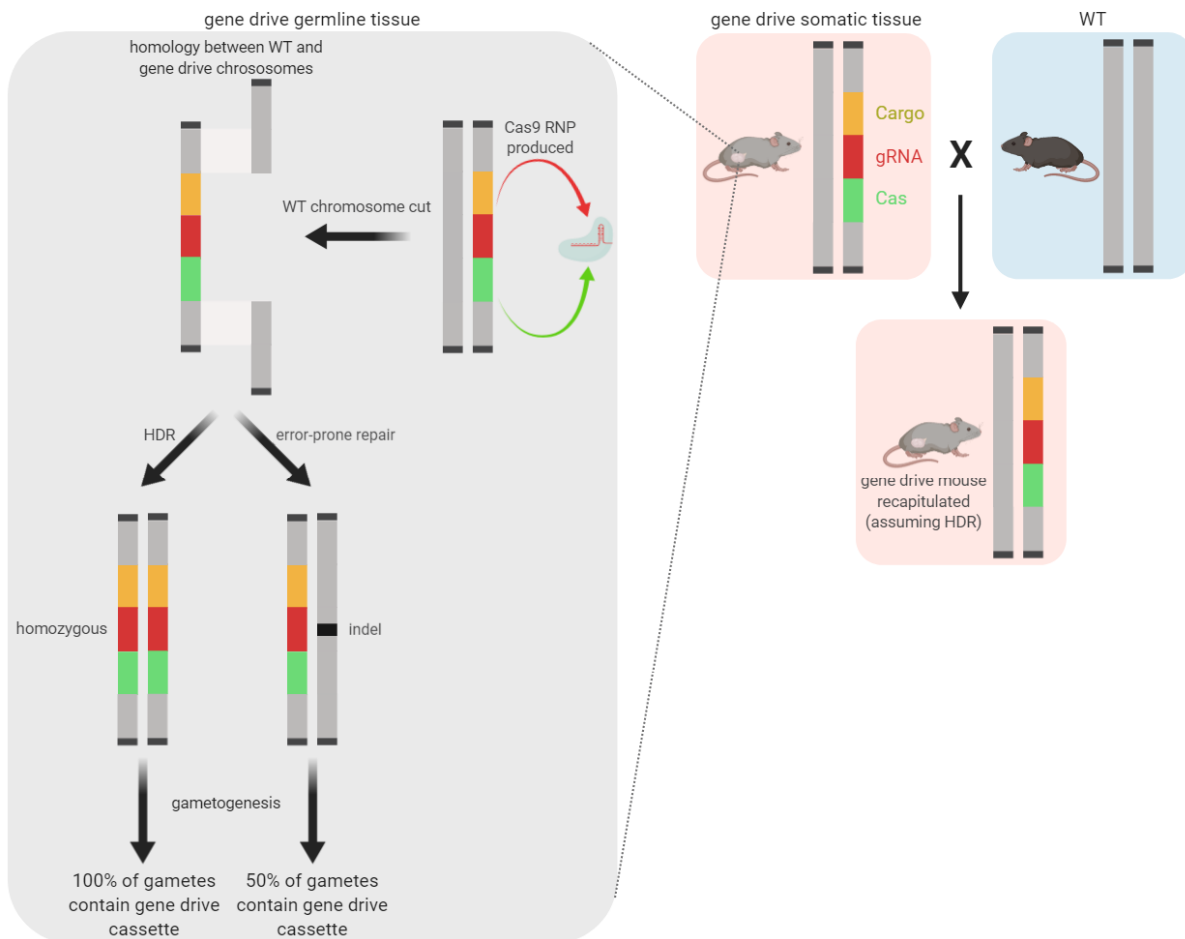 gene drive germline tissue
homology between WT and
gene drive chrososomes
Cas9 RNP
produced
WT chromosome cut
HDR
error-prone repair
homozygous
indel
gametogenesis
100% of gametes
contain gene drive
cassette
50% of gametes
contain gene drive
cassette
gene drive somatic tissue
WT
Cargo
gRNA
Cas
X
gene drive mouse
recapitulated
(assuming HDR)